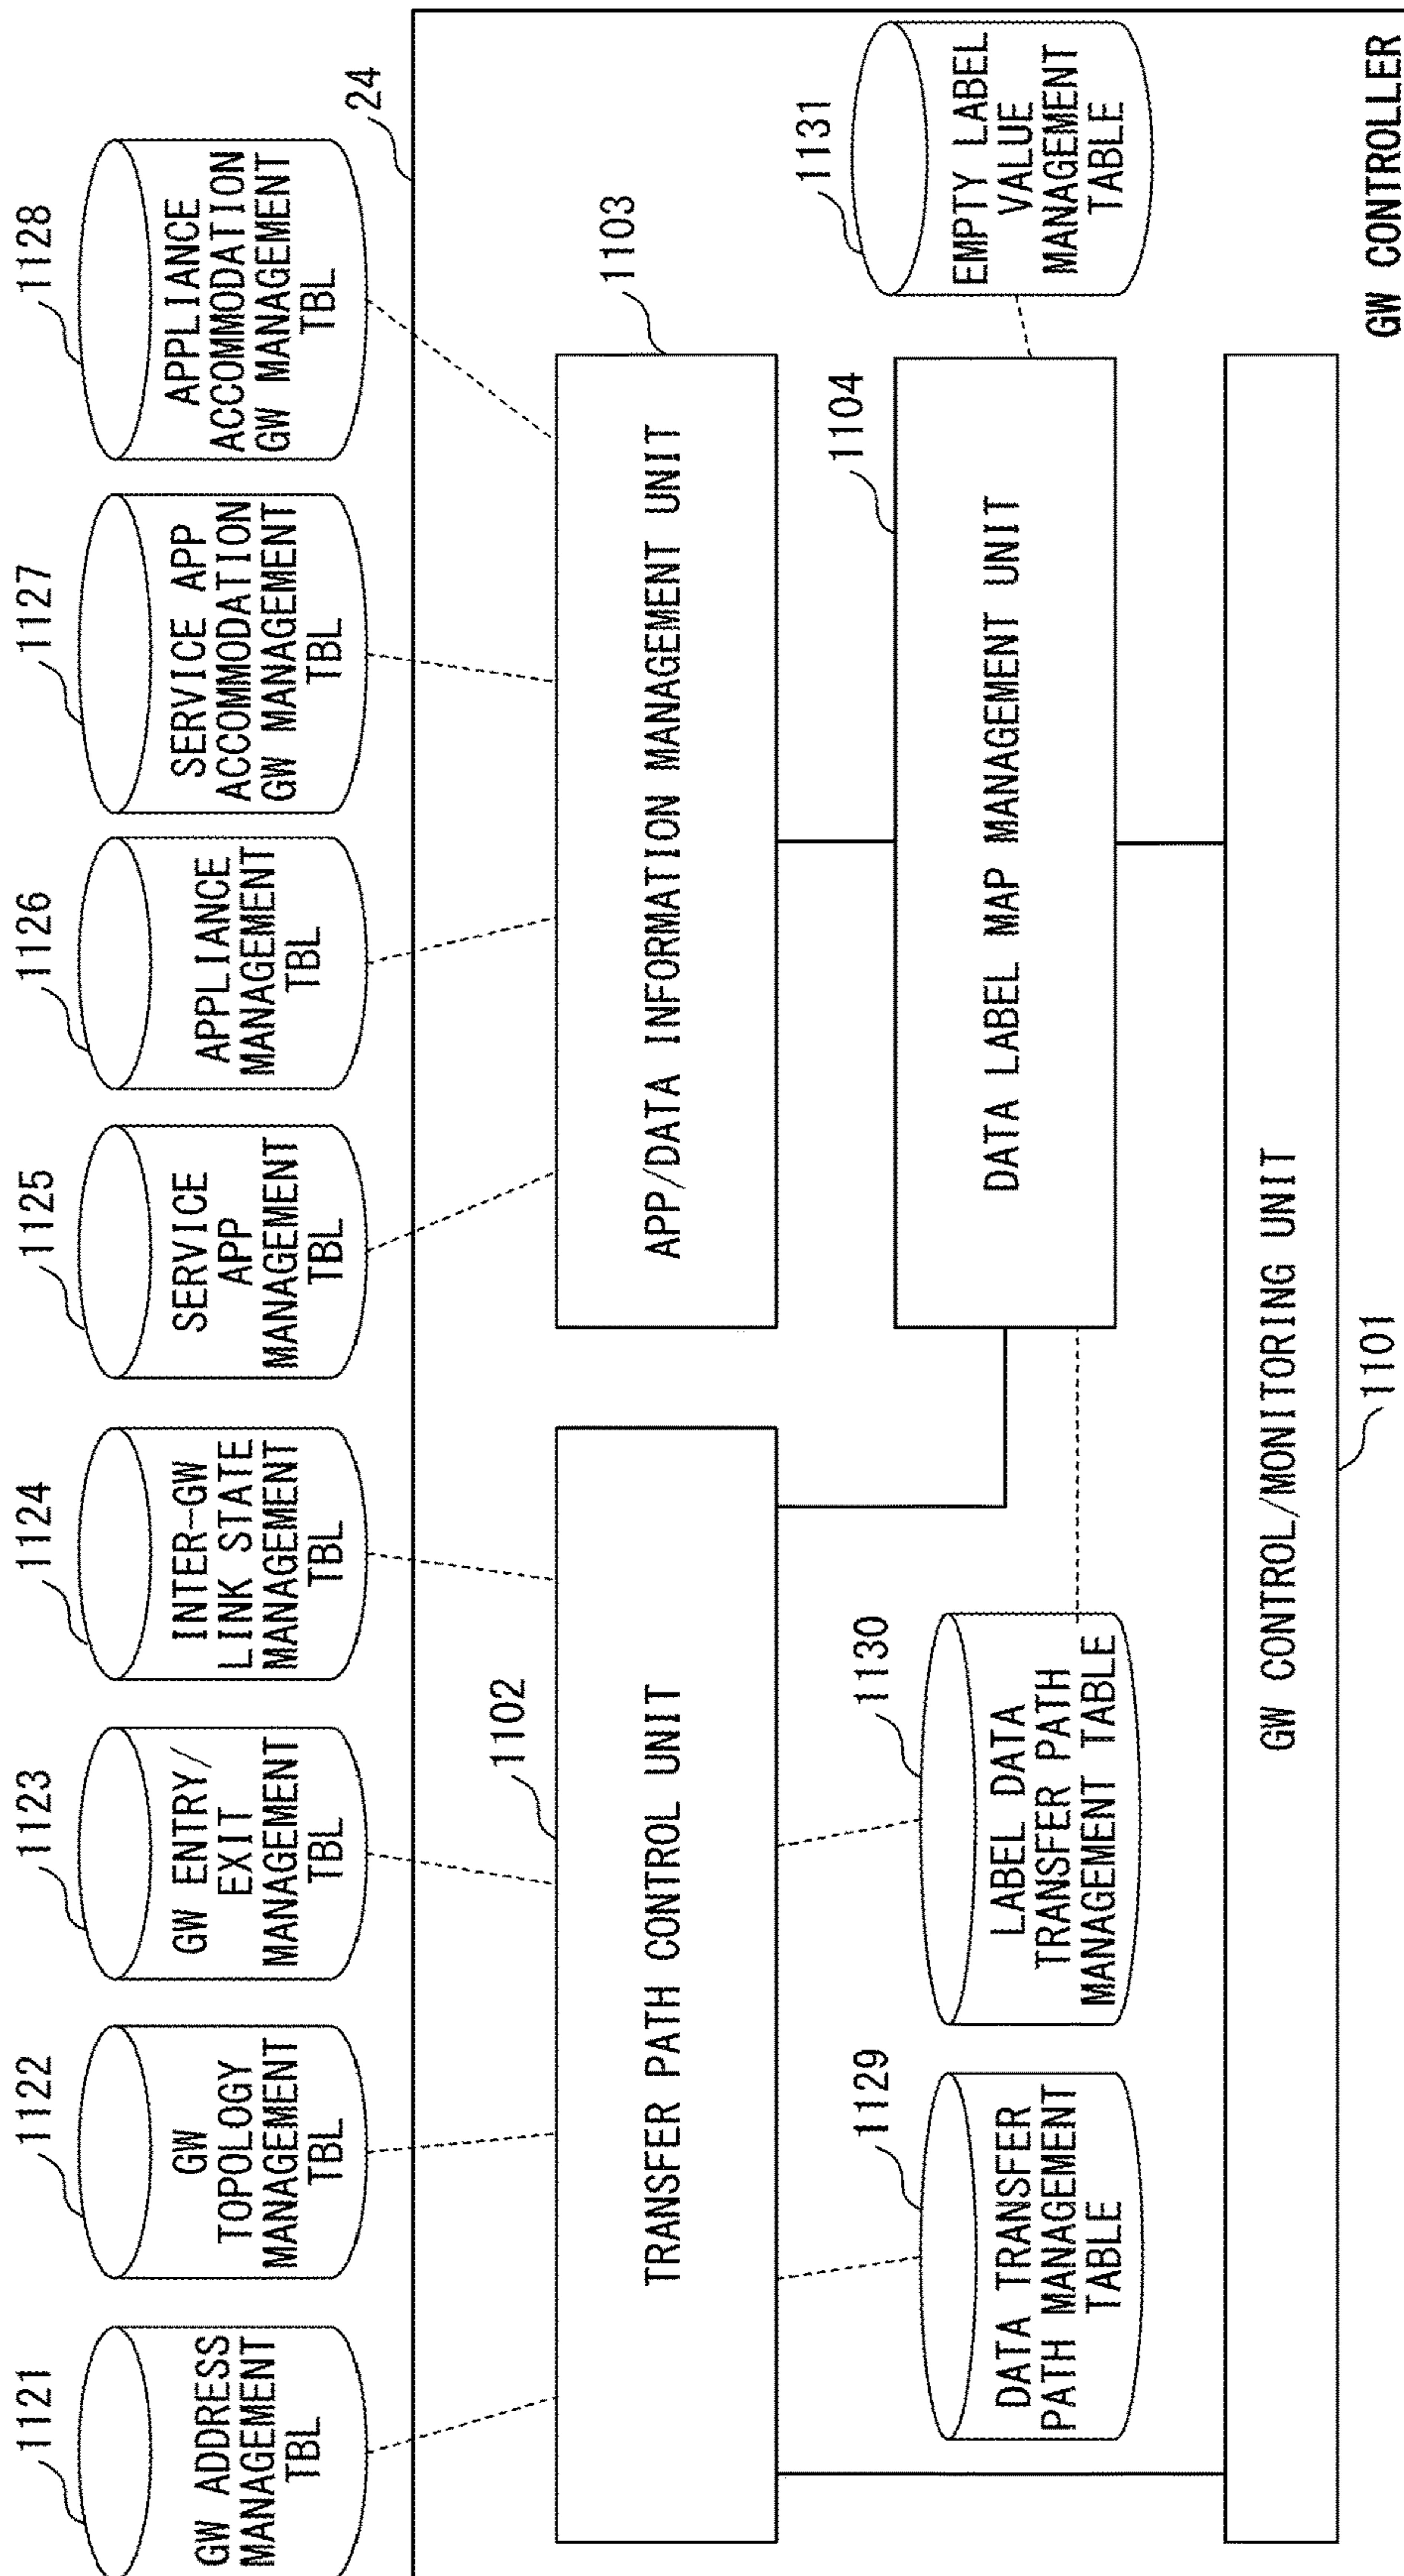 1121
GW ADDRESS
MANAGEMENT
TBL
1122
GW
TOPOLOGY
MANAGEMENT
TBL
1123
GW ENTRY/
EXIT
MANAGEMENT
TBL
1124
INTER-GW
LINK STATE
MANAGEMENT
TBL
1125
SERVICE
APP
MANAGEMENT
TBL
1126
APPLIANCE
MANAGEMENT
TBL
1127
SERVICE APP
ACCOMMODATION
GW MANAGEMENT
TBL
1128
APPLIANCE
ACCOMMODATION
GW MANAGEMENT
TBL
24
1102
TRANSFER PATH CONTROL UNIT
1103
APP/DATA INFORMATION MANAGEMENT UNIT
1129
DATA TRANSFER
PATH MANAGEMENT
TABLE
1130
LABEL DATA
TRANSFER PATH
MANAGEMENT TABLE
1104
DATA LABEL MAP MANAGEMENT UNIT
1131
EMPTY LABEL
VALUE
MANAGEMENT
TABLE
GW CONTROL/MONITORING UNIT
1101
GW CONTROLLER